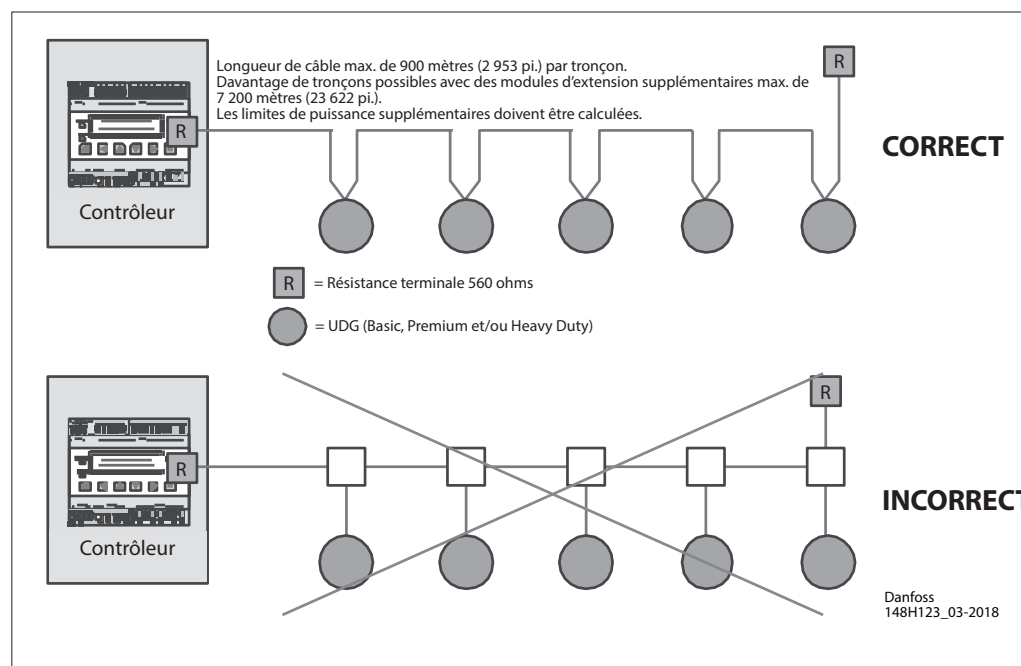 Longueur de câble max. de 900 mètres (2 953 pi.) par tronçon.
Davantage de tronçons possibles avec des modules d'extension supplémentaires max. de
7 200 mètres (23 622 pi.).
Les limites de puissance supplémentaires doivent être calculées.
R
R
CORRECT
Contrôleur
R = Résistance terminale 560 ohms
= UDG (Basic, Premium et/ou Heavy Duty)
R
R
INCORRECT
Contrôleur
Danfoss
148H123_03-2018